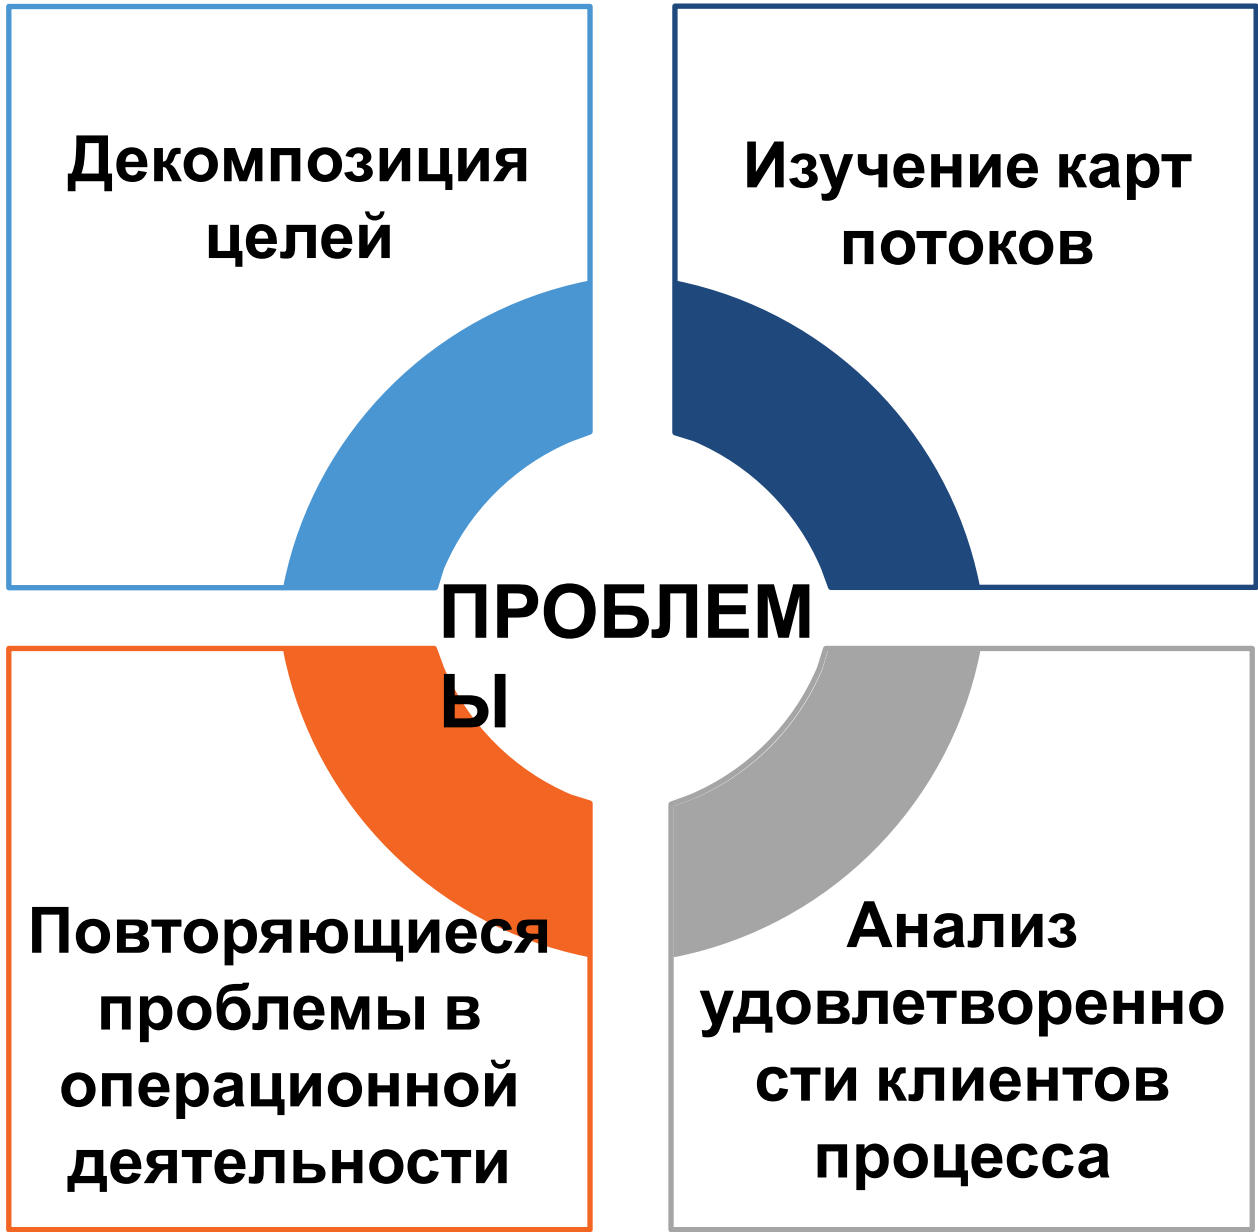 Декомпозиция
целей
Изучение карт
потоков
ПРОБЛЕМ
Ы
Повторяющиеся
проблемы в
операционной
деятельности
Анализ
удовлетворенно
сти клиентов
процесса